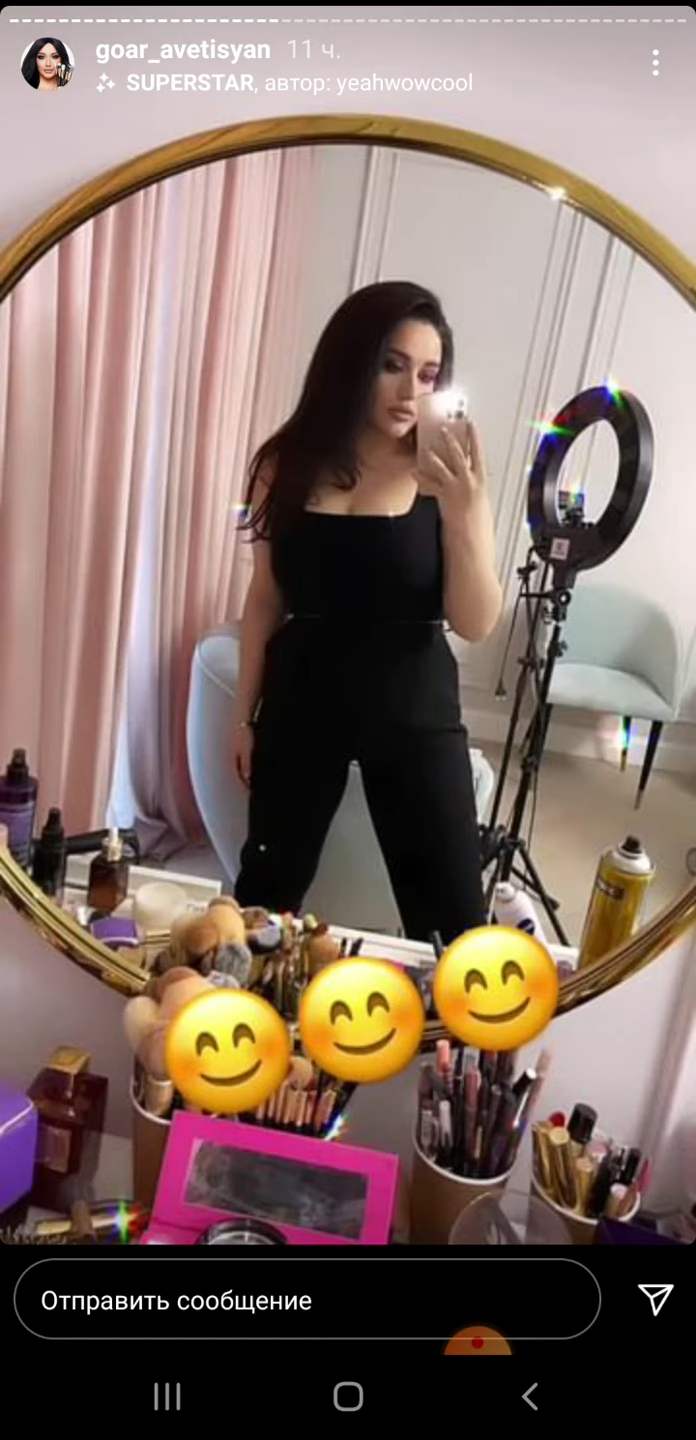 goar_avetisyan 11 ч.
SUPERSTAR, автор: yeahwowcool
Отправить сообщение